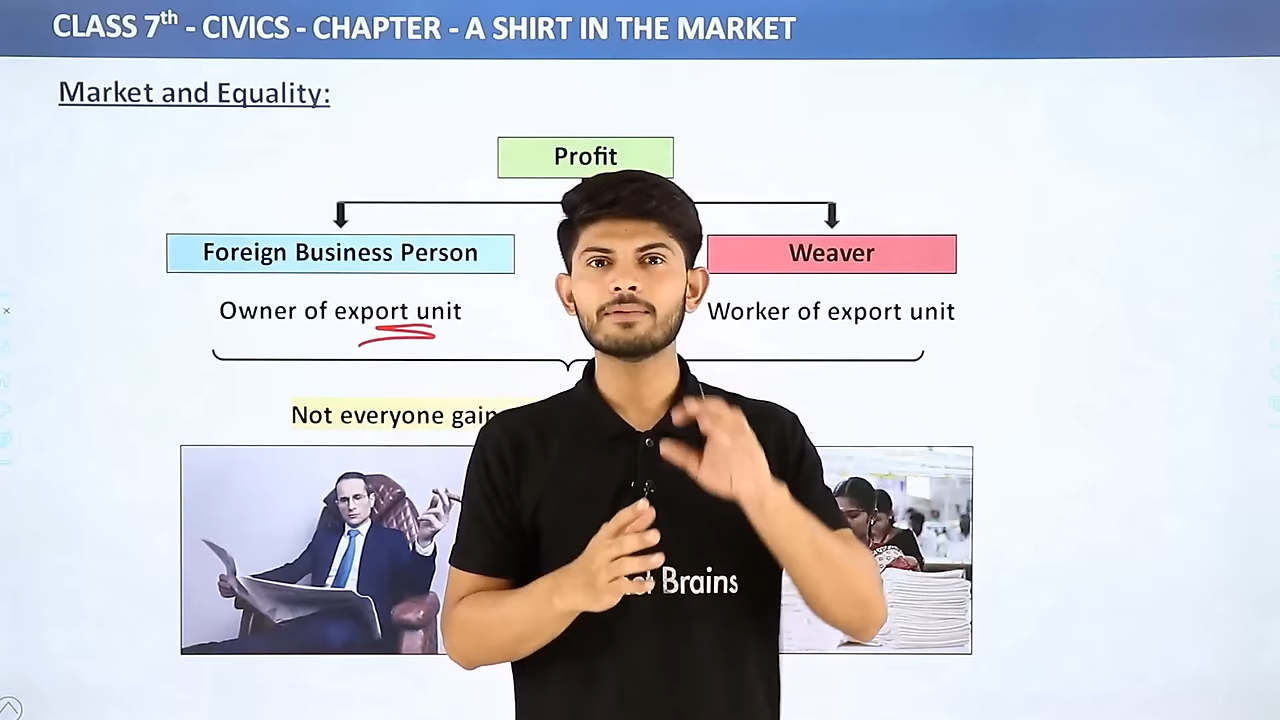 CLASS 7th - CIVICS - CHAPTER - A SHIRT IN THE MARKET
Market and Equality:
Profit
Foreign Business Person
Weaver
Owner of export unit
Worker of export unit
Not everyone
Brains